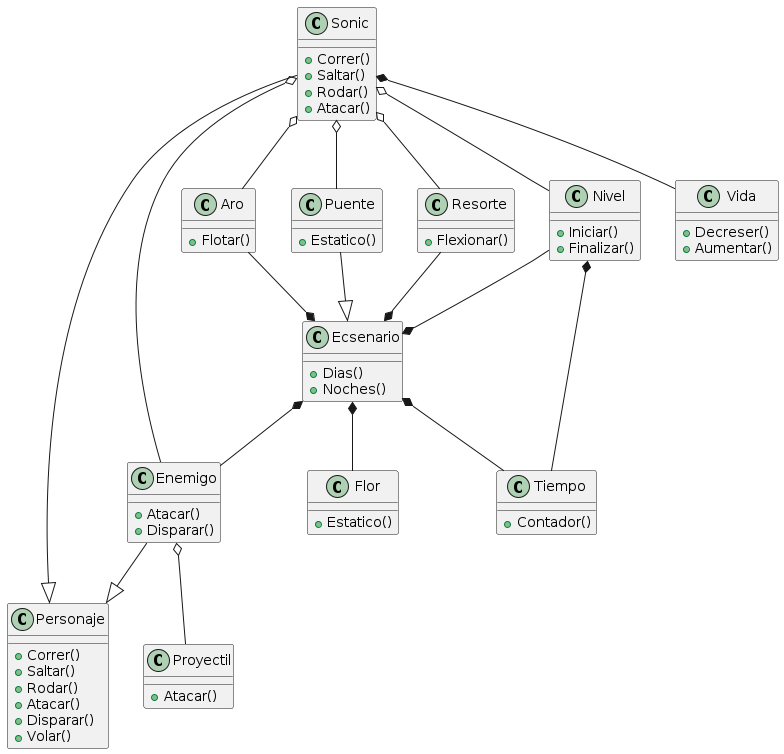 C Sonic
Correr()
Saltar()
Rodar()
Atacar()
C Aro
Flotar()
C Puente
Estatico()
C Resorte
Flexionar()
C Nivel
Iniciar()
Finalizar()
C Vida
Decreser()
Aumentar()
C Ecsenario
Dias()
Noches()
C Enemigo
Atacar()
Disparar()
C Flor
Estatico()
C Tiempo
Contador()
C Personaje
Correr()
Saltar()
Rodar()
Atacar()
Disparar()
Volar()
C Proyectil
Atacar()